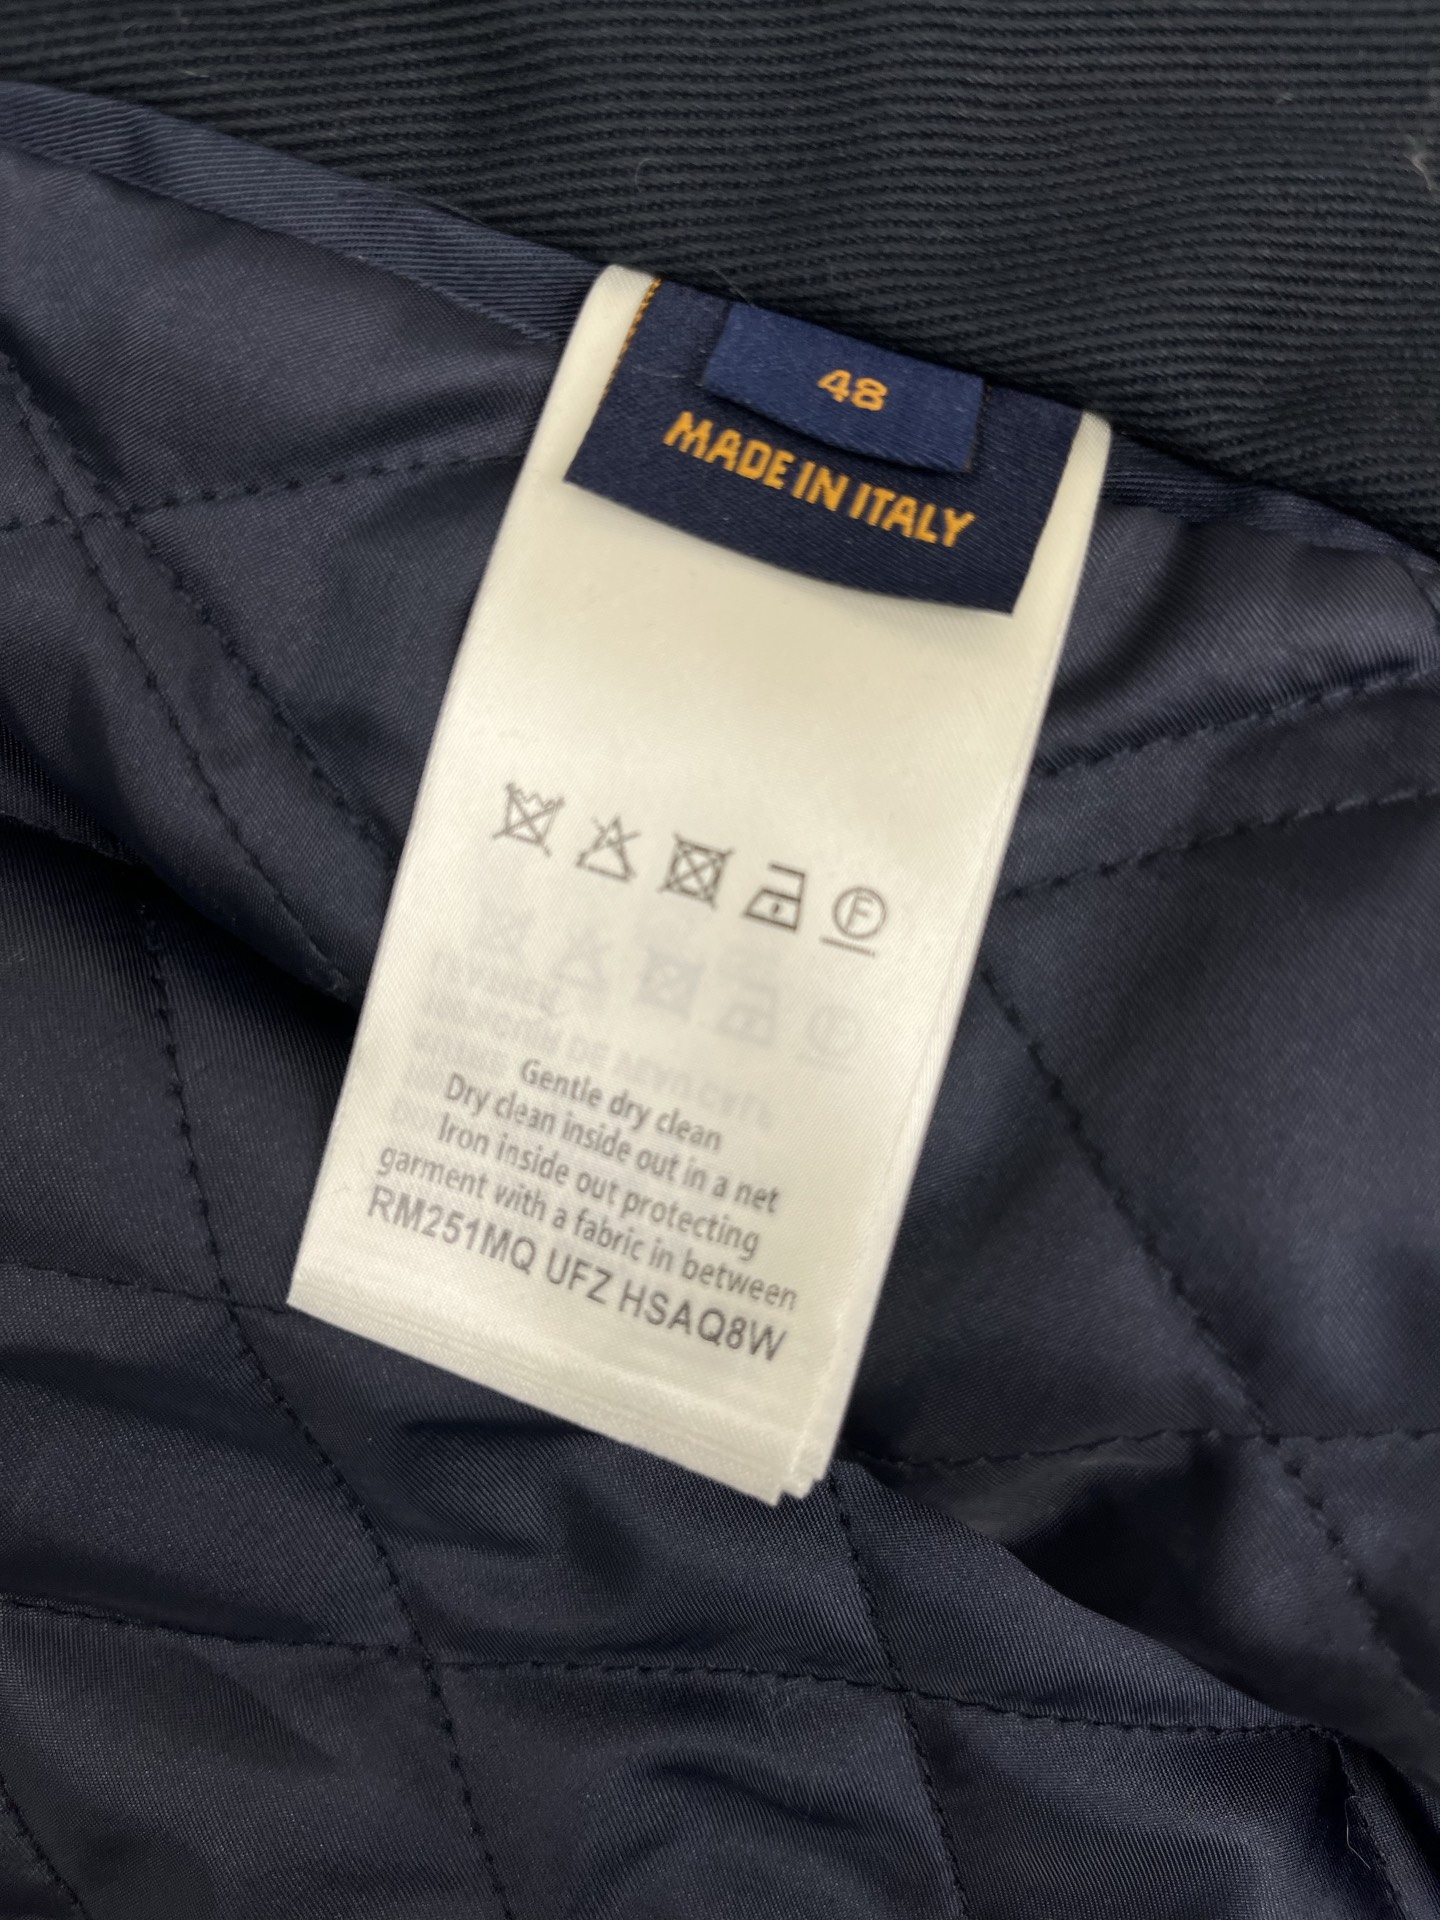 48
MADE IN ITALY
F
Gentle dry clean
Dry clean inside out in a net
Iron inside out protecting
garment with a fabric in between
RM251MQ UFZ HSAQ8W